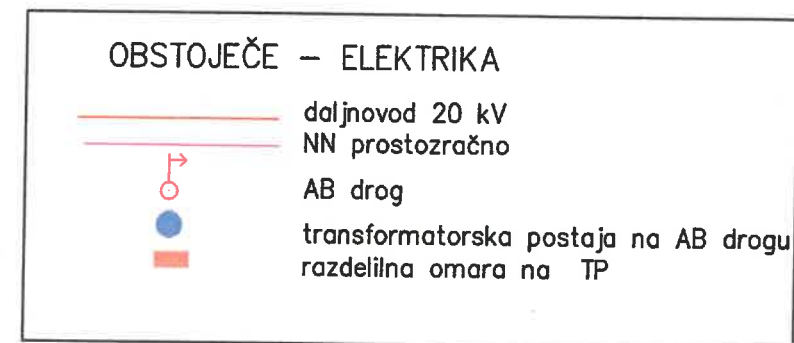 OBSTOJEČE – ELEKTRIKA
daljnovod 20 kV
NN prostozračno
AB drog
transformatorska postaja na AB drogu
razdelilna omara na TP